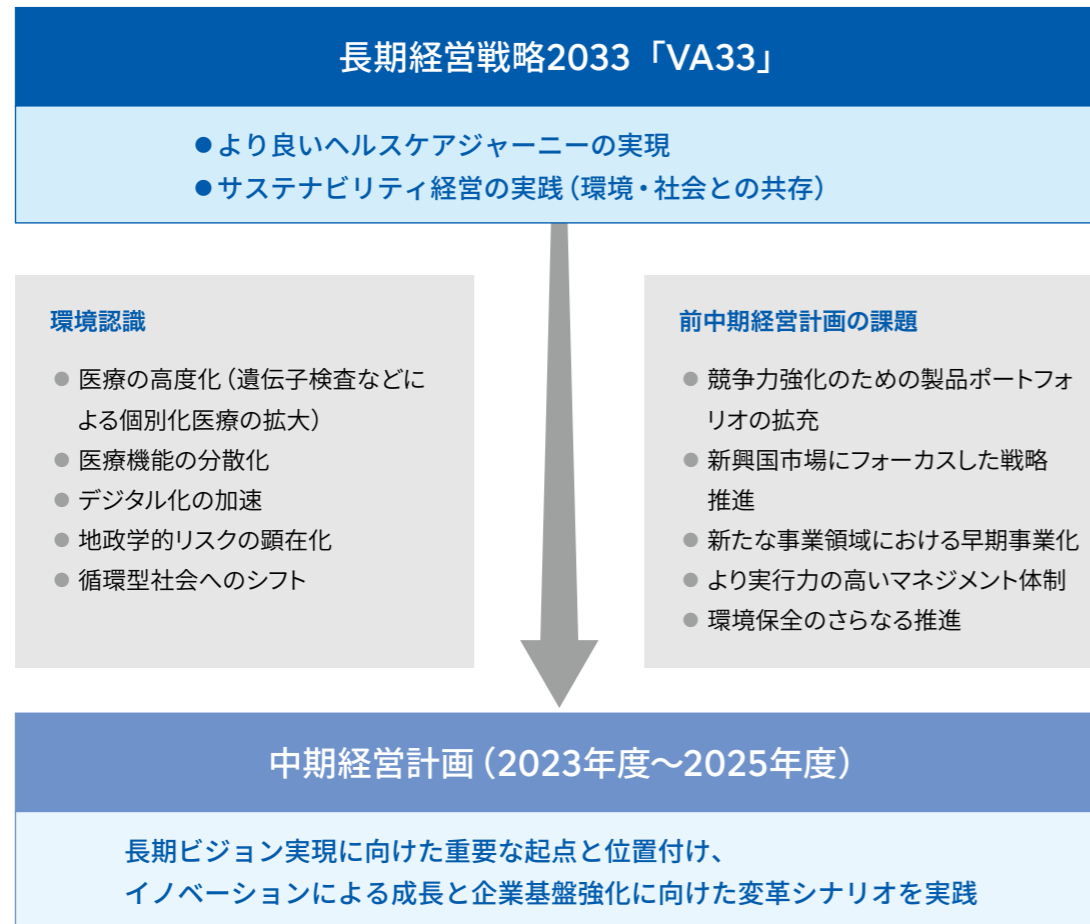 長期経営戦略2033「VA33」
●より良いヘルスケアジャーニーの実現
●サステナビリティ経営の実践(環境・社会との共存)
環境認識
● 医療の高度化(遺伝子検査などに
よる個別化医療の拡大)
● 医療機能の分散化
● デジタル化の加速
● 地政学的リスクの顕在化
● 循環型社会へのシフト
前中期経営計画の課題
● 競争力強化のための製品ポートフォ
リオの拡充
● 新興国市場にフォーカスした戦略
推進
● 新たな事業領域における早期事業化
● より実行力の高いマネジメント体制
● 環境保全のさらなる推進
中期経営計画(2023年度〜2025年度)
長期ビジョン実現に向けた重要な起点と位置付け、
イノベーションによる成長と企業基盤強化に向けた変革シナリオを実践